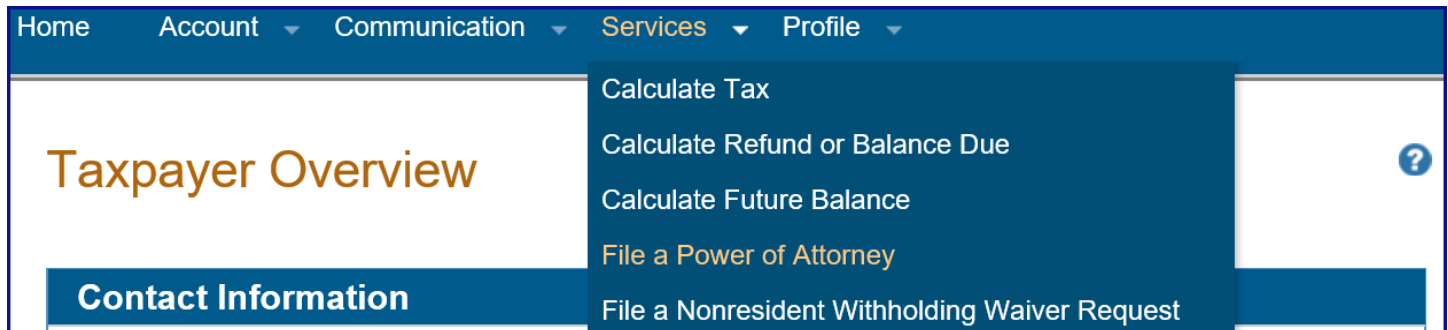 Home Account Communication Services Profile
Calculate Tax
Taxpayer Overview
Calculate Refund or Balance Due
?
Calculate Future Balance
File a Power of Attorney
Contact Information
File a Nonresident Withholding Waiver Request